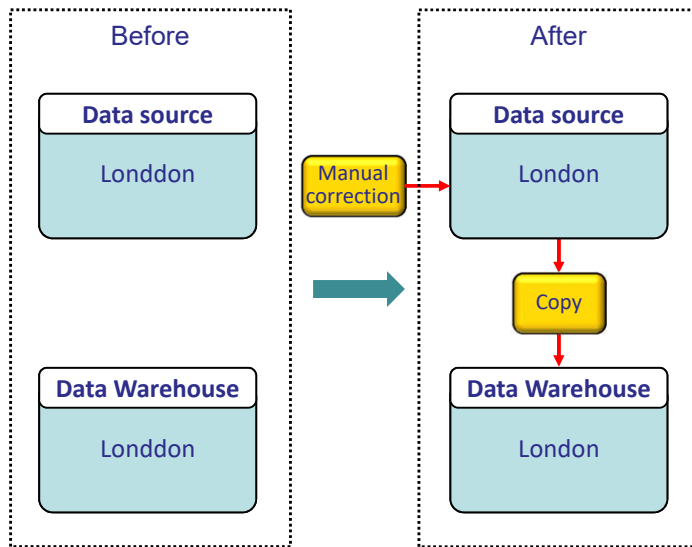 Before
Data source
Londdon
Data Warehouse
Londdon
Manual
correction
After
Data source
London
Copy
Data Warehouse
London